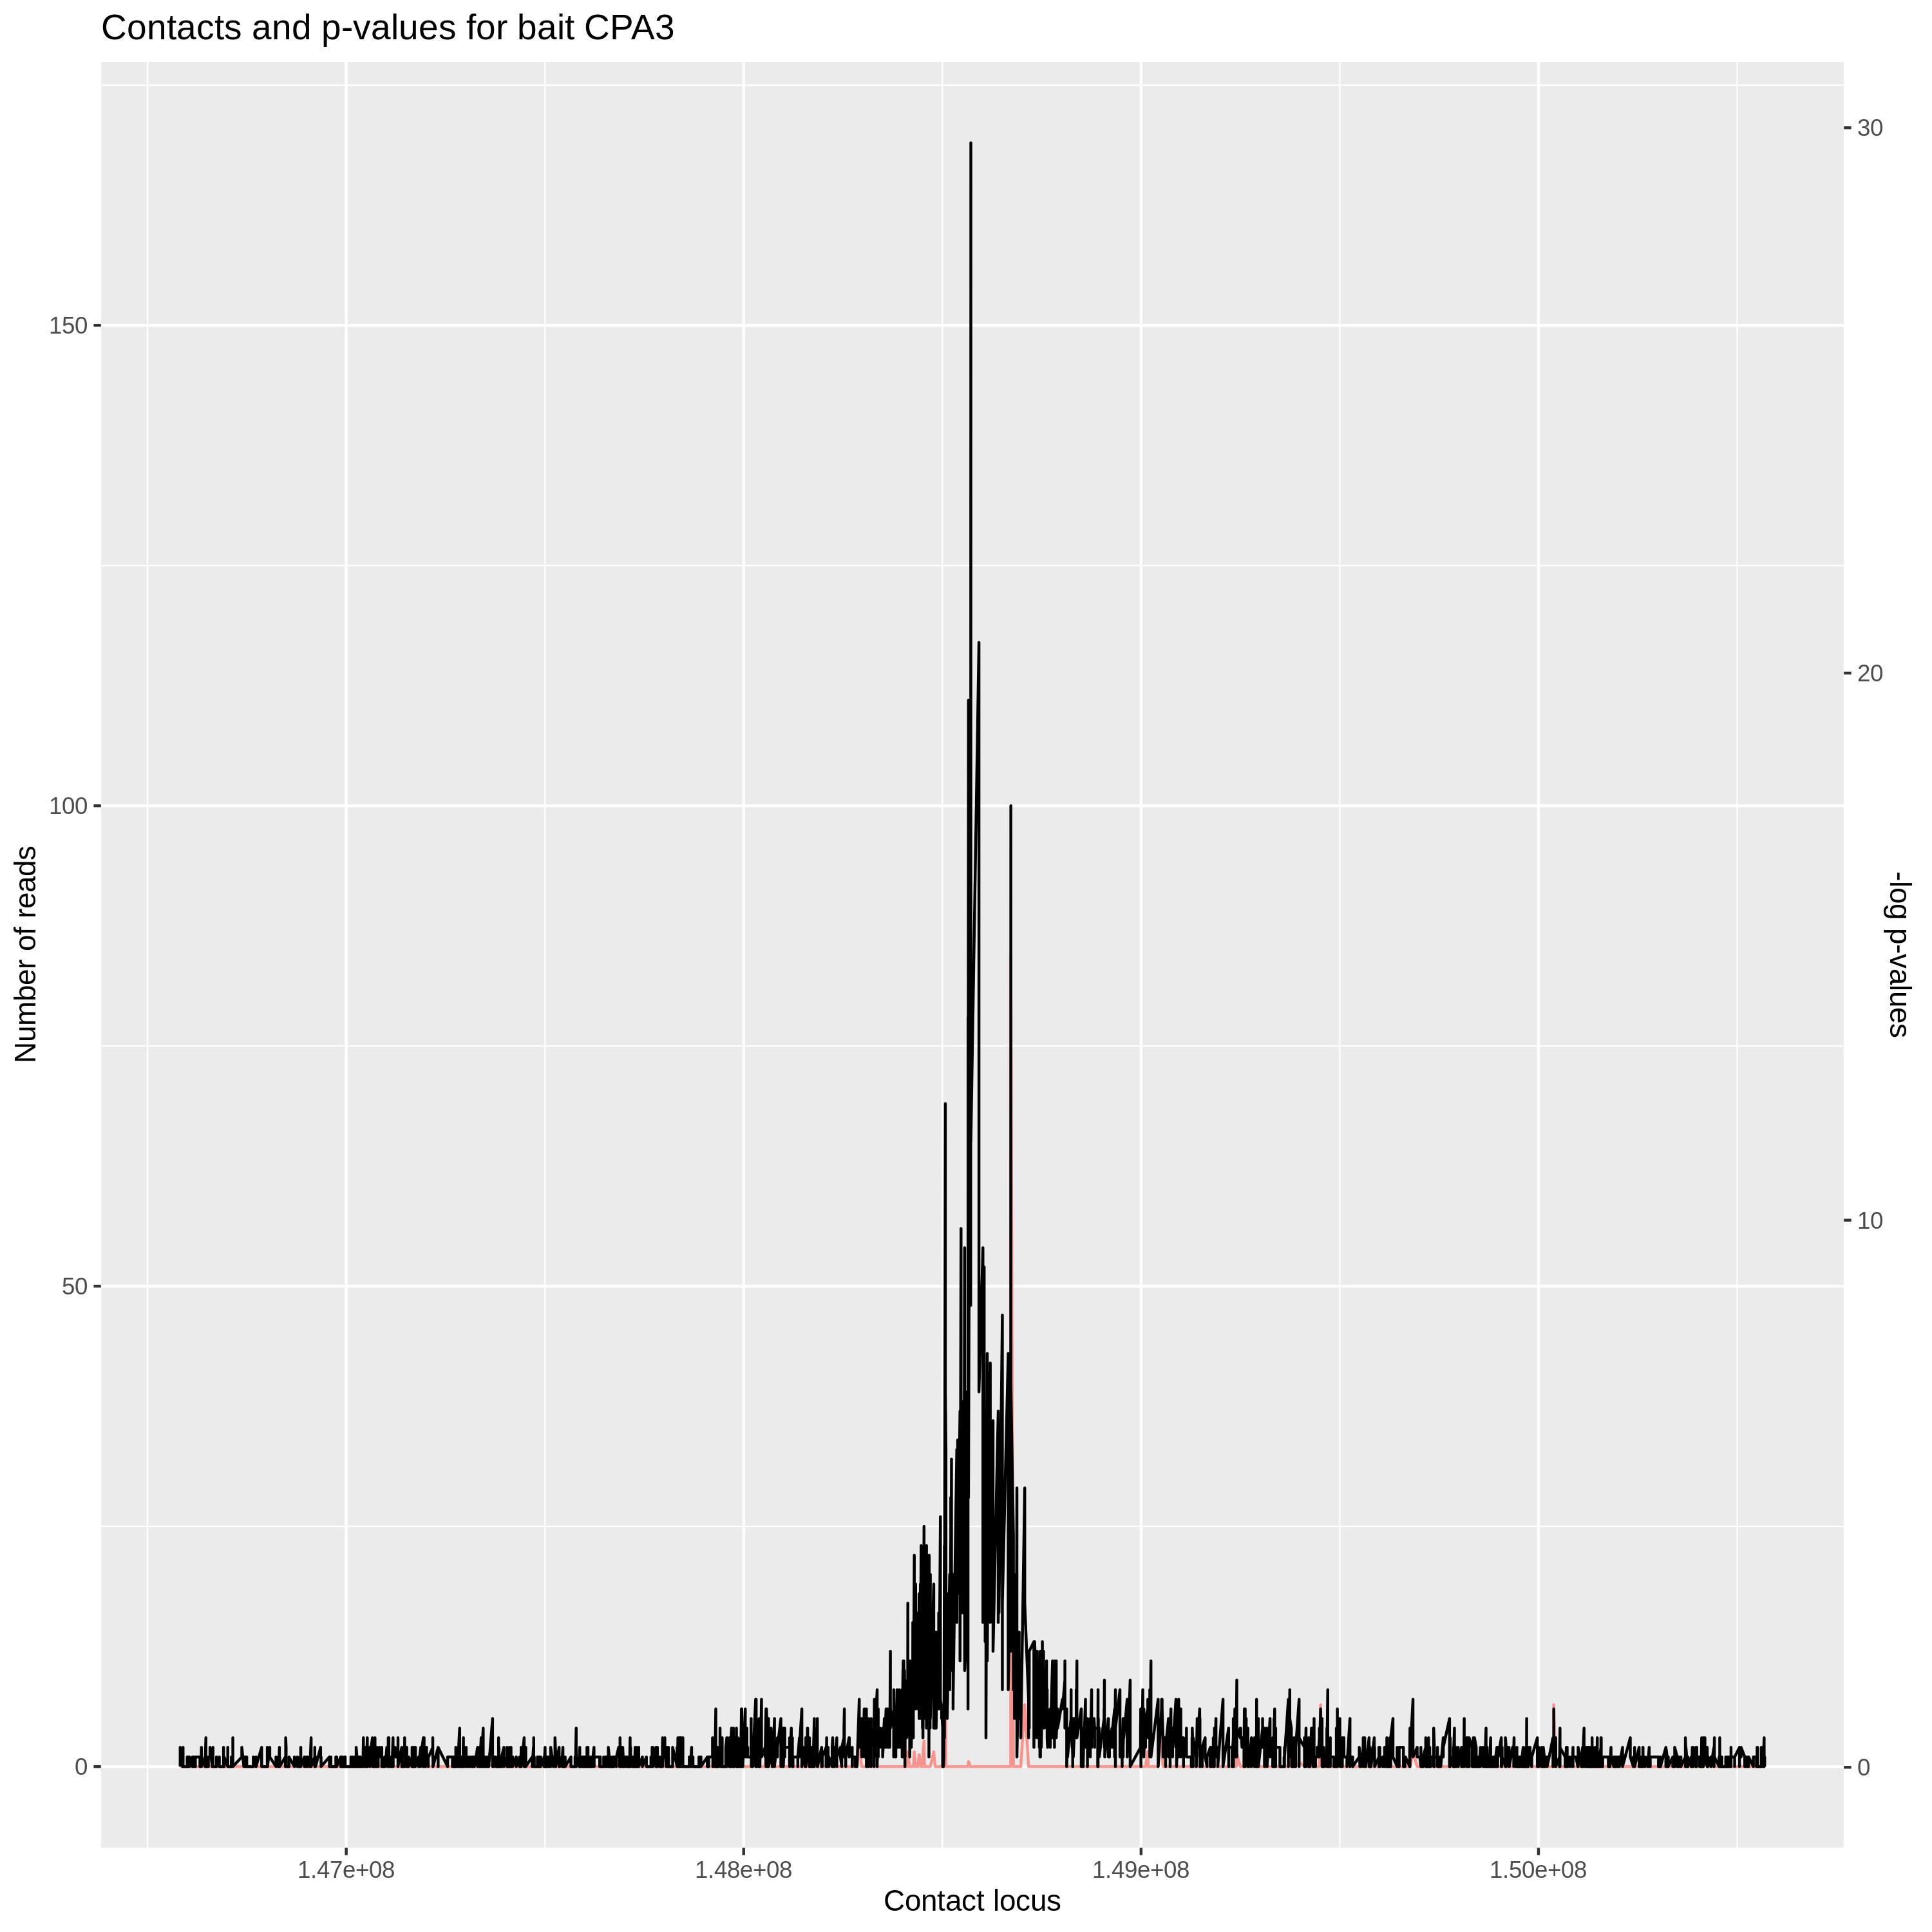 Contacts and p-values for bait CPA3
30
150
20
100
Number of reads
-log p-values
10
50
0
0
1.47e+08
1.48e+08
1.49e+08
1.50e+08
Contact locus